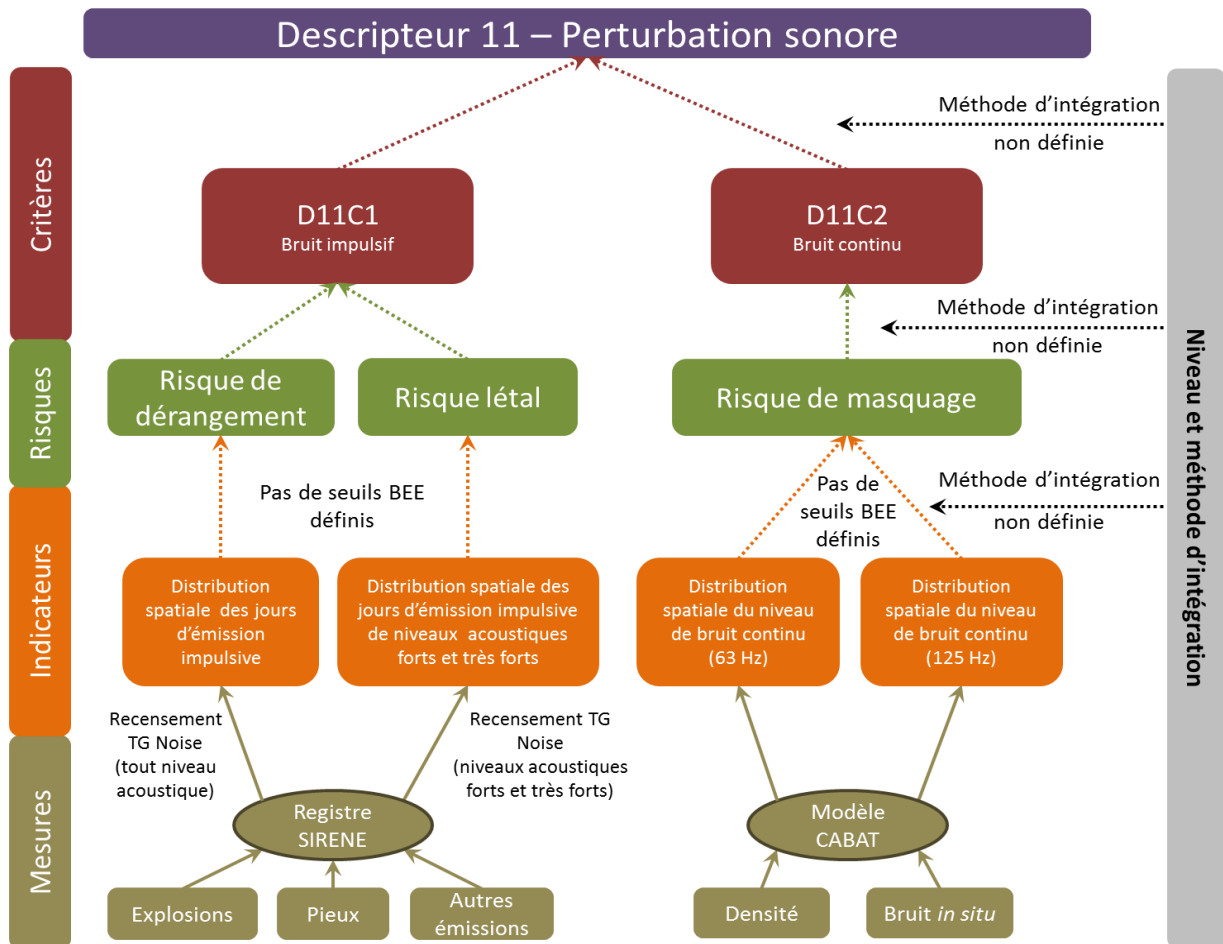 Descripteur 11 – Perturbation sonore
Critères
Méthode d'intégration
non définie
D11C1
Bruit impulsif
D11C2
Bruit continu
Méthode d'intégration
non définie
Risques
Risque de
dérangement
Risque létal
Risque de masquage
Niveau et méthode d'intégration
Indicateurs
Pas de seuils BEE
définis
Pas de
seuils BEE
définis
Méthode d'intégration
non définie
Distribution
spatiale des jours
d'émission
impulsive
Distribution spatiale des
jours d'émission impulsive
de niveaux acoustiques
forts et très forts
Distribution
spatiale du niveau
de bruit continu
(63 Hz)
Distribution
spatiale du niveau
de bruit continu
(125 Hz)
Mesures
Recensement
TG Noise
(tout niveau
acoustique)
Recensement TG
Noise
(niveaux acoustiques
forts et très forts)
Registre
SIRENE
Modèle
CABAT
Explosions
Pieux
Autres
émissions
Densité
Bruit in situ